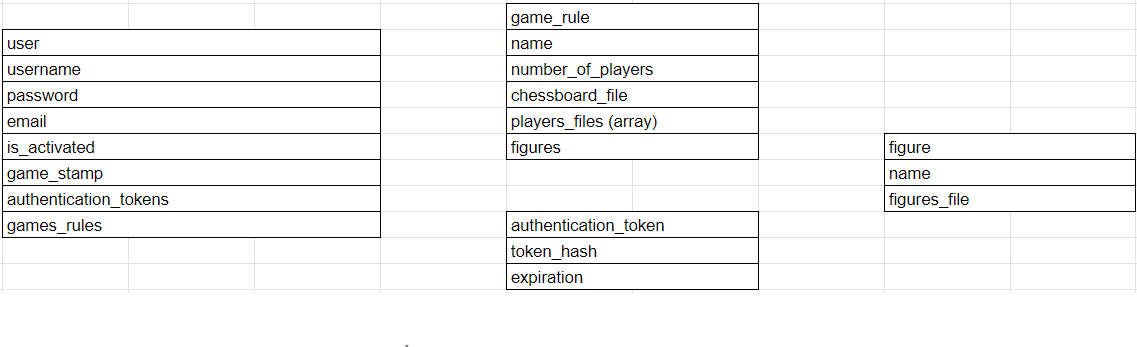 user
username
password
email
is_activated
game_stamp
authentication_tokens
games_rules
game_rule
name
number_of_players
chessboard_file
players_files (array)
figures
authentication_token
token_hash
expiration
figure
name
figures_file